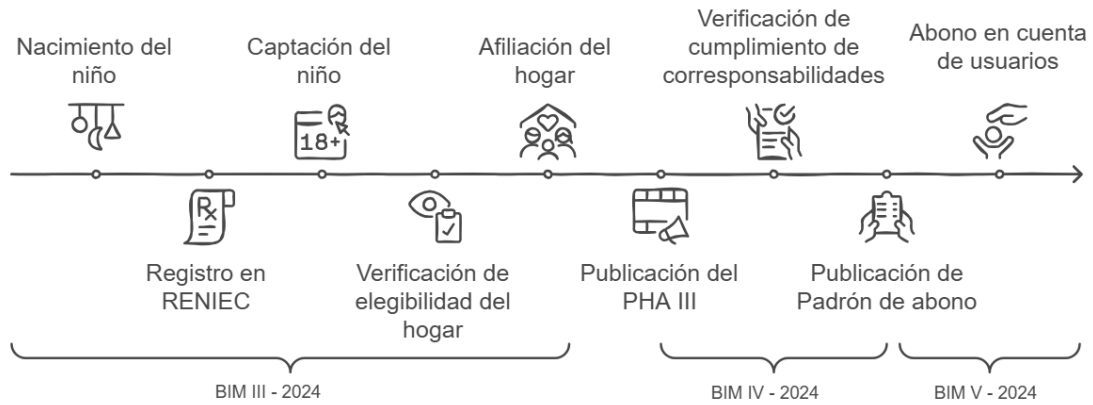 Nacimiento del
niño
Captación del
niño
Afiliación del
hogar
Verificación de
cumplimiento de
corresponsabilidades
Abono en cuenta
de usuarios
18+
Rx
Registro en
RENIEC
Verificación de
elegibilidad del
hogar
Publicación del
PHA III
Publicación de
Padrón de abono
BIM III - 2024
BIM IV - 2024
BIM V - 2024